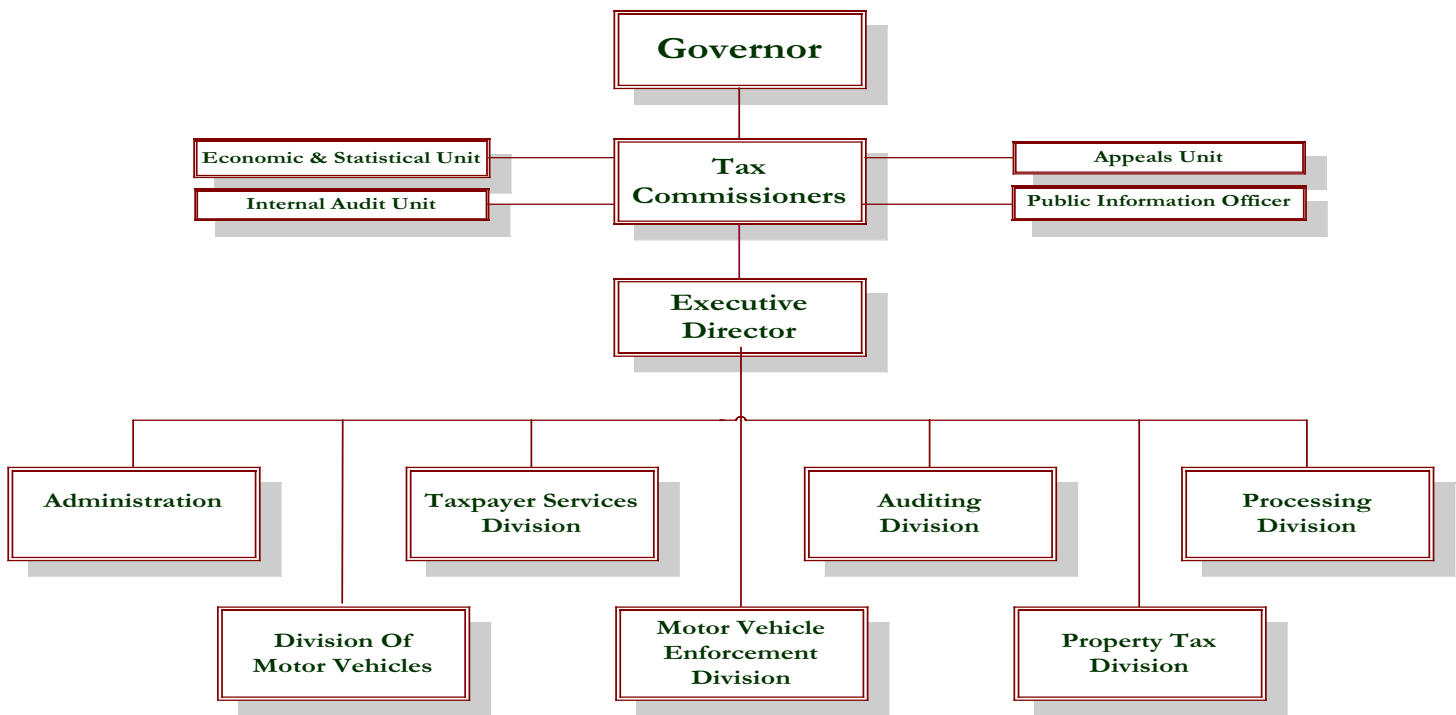 Governor
Economic & Statistical Unit
Internal Audit Unit
Tax
Commissioners
Appeals Unit
Public Information Officer
Executive
Director
Administration
Taxpayer Services
Division
Auditing
Division
Processing
Division
Division Of
Motor Vehicles
Motor Vehicle
Enforcement
Division
Property Tax
Division